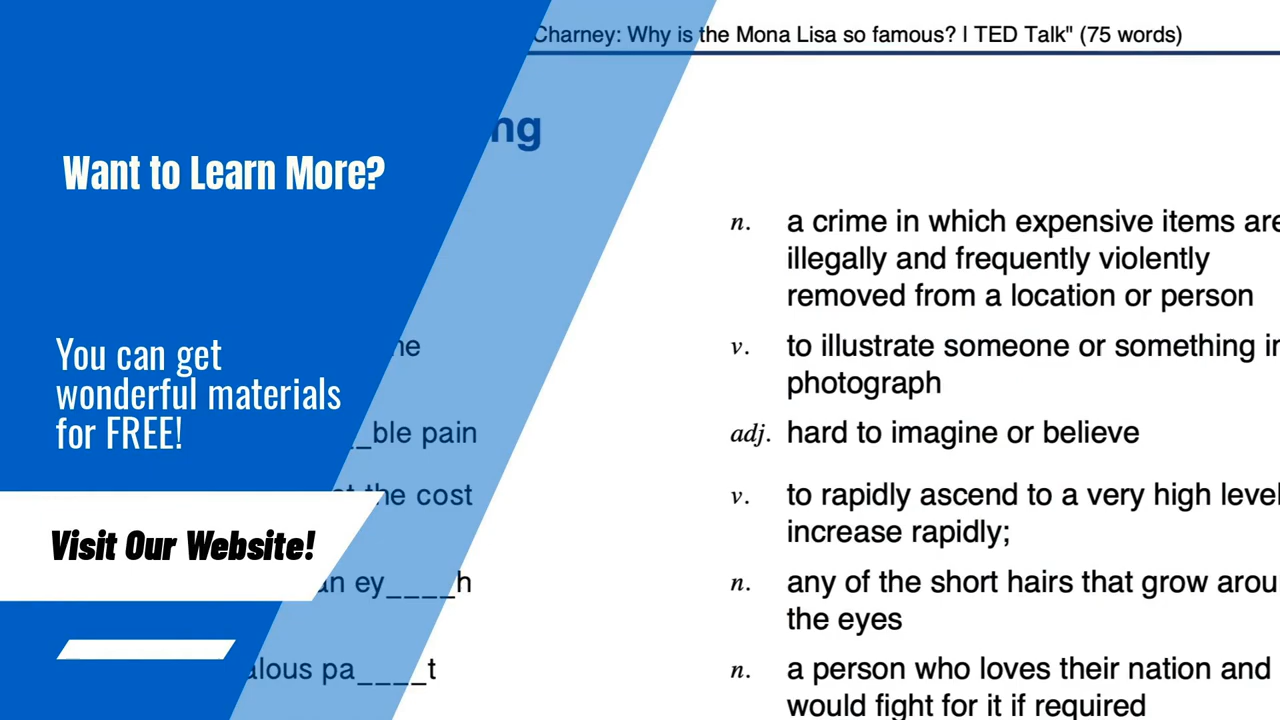 Charney: Why is the Mona Lisa so famous? | TED Talk" (75 words)
ng
Want to Learn More?
You can get
wonderful materials
for FREE!
Visit Our Website!
n. a crime in which expensive items are
illegally and frequently violently
removed from a location or person
v. to illustrate someone or something in
photograph
__ble pain adj. hard to imagine or believe
the cost v. to rapidly ascend to a very high level
increase rapidly;
an ey____h n. any of the short hairs that grow
the eyes
alous pa____t n. a person who loves their nation and
would fight for it if required